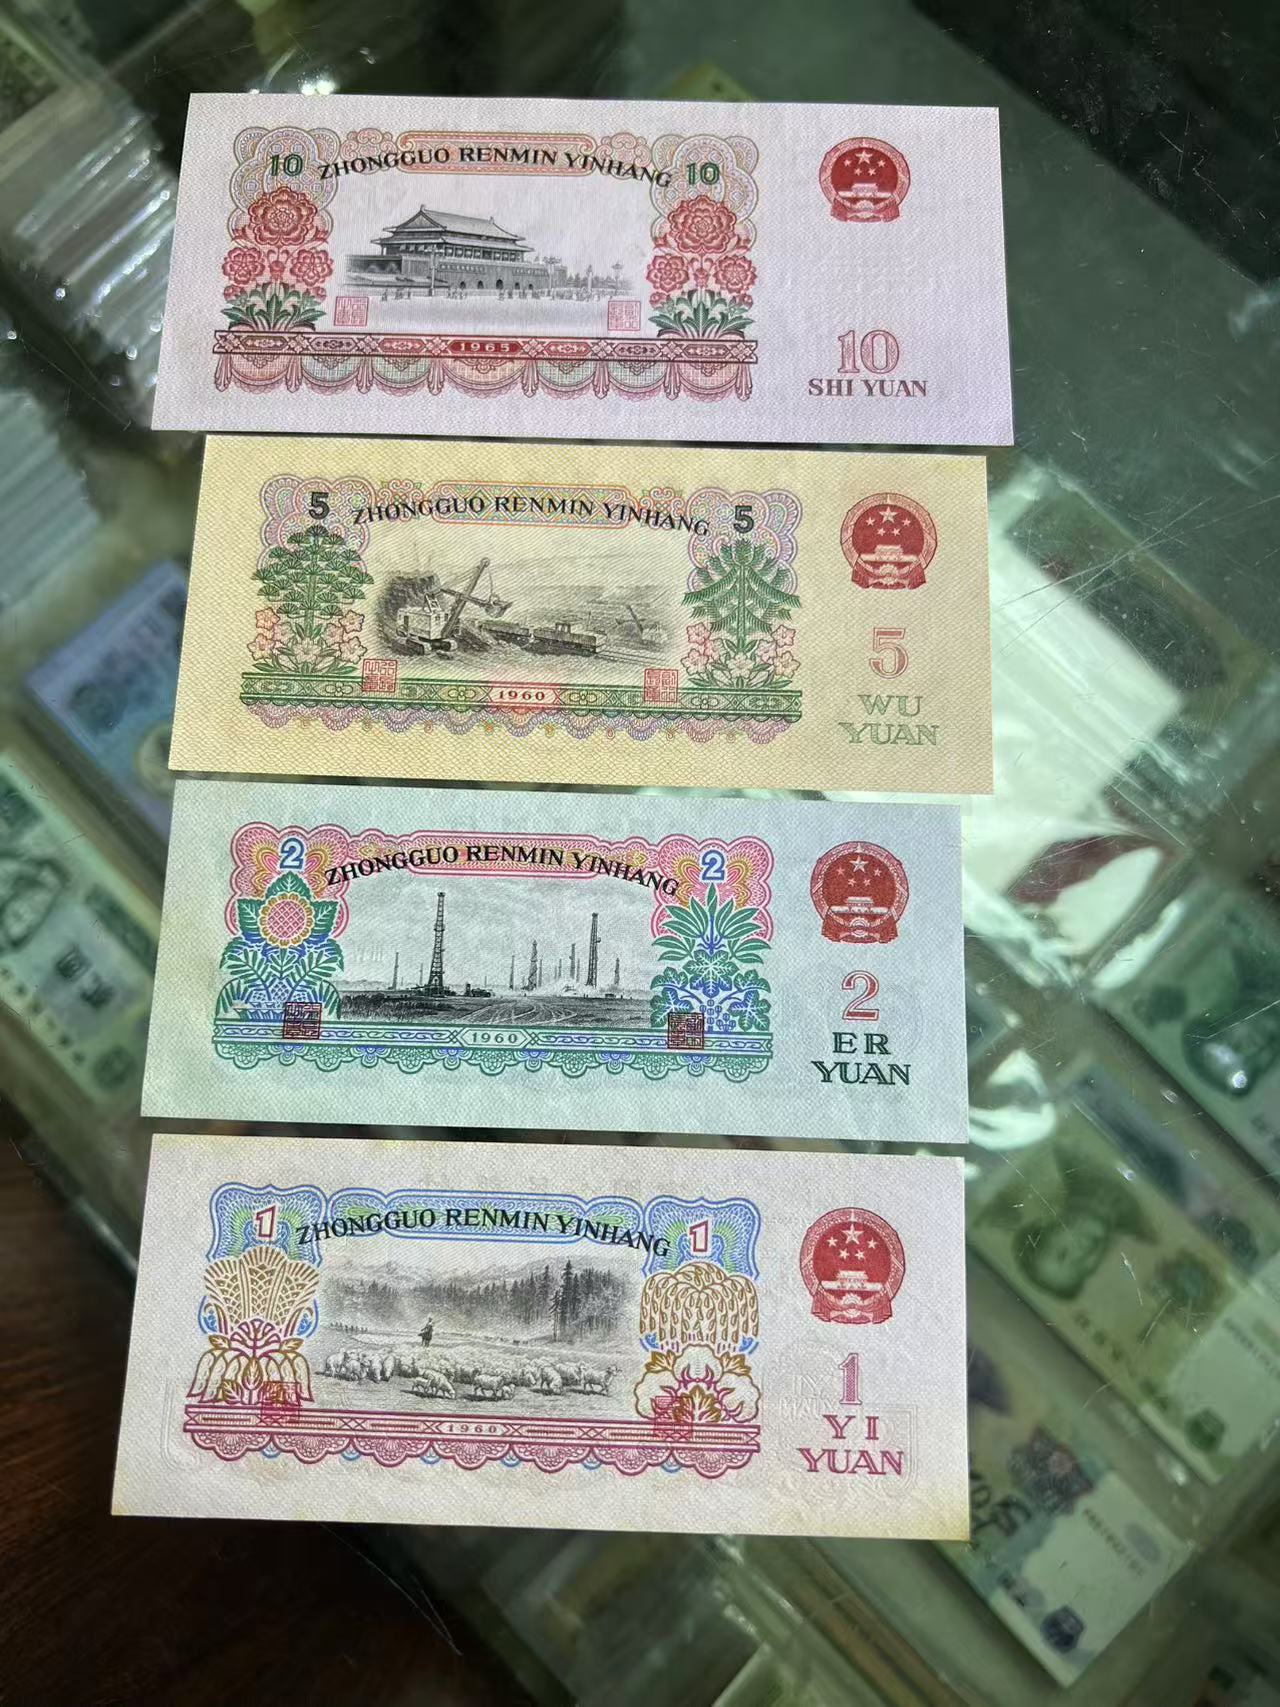 10 ZHONGGUO RENMIN YINHANG 10
1965
10
SHI YUAN
5 ZHONGGUO RENMIN YINHANG 5
1960
5
WU
YUAN
2 ZHONGGUO RENMIN YINHANG 2
1960
2
ER
YUAN
1 ZHONGGUO RENMIN YINHANG 1
1960
1
YI
YUAN